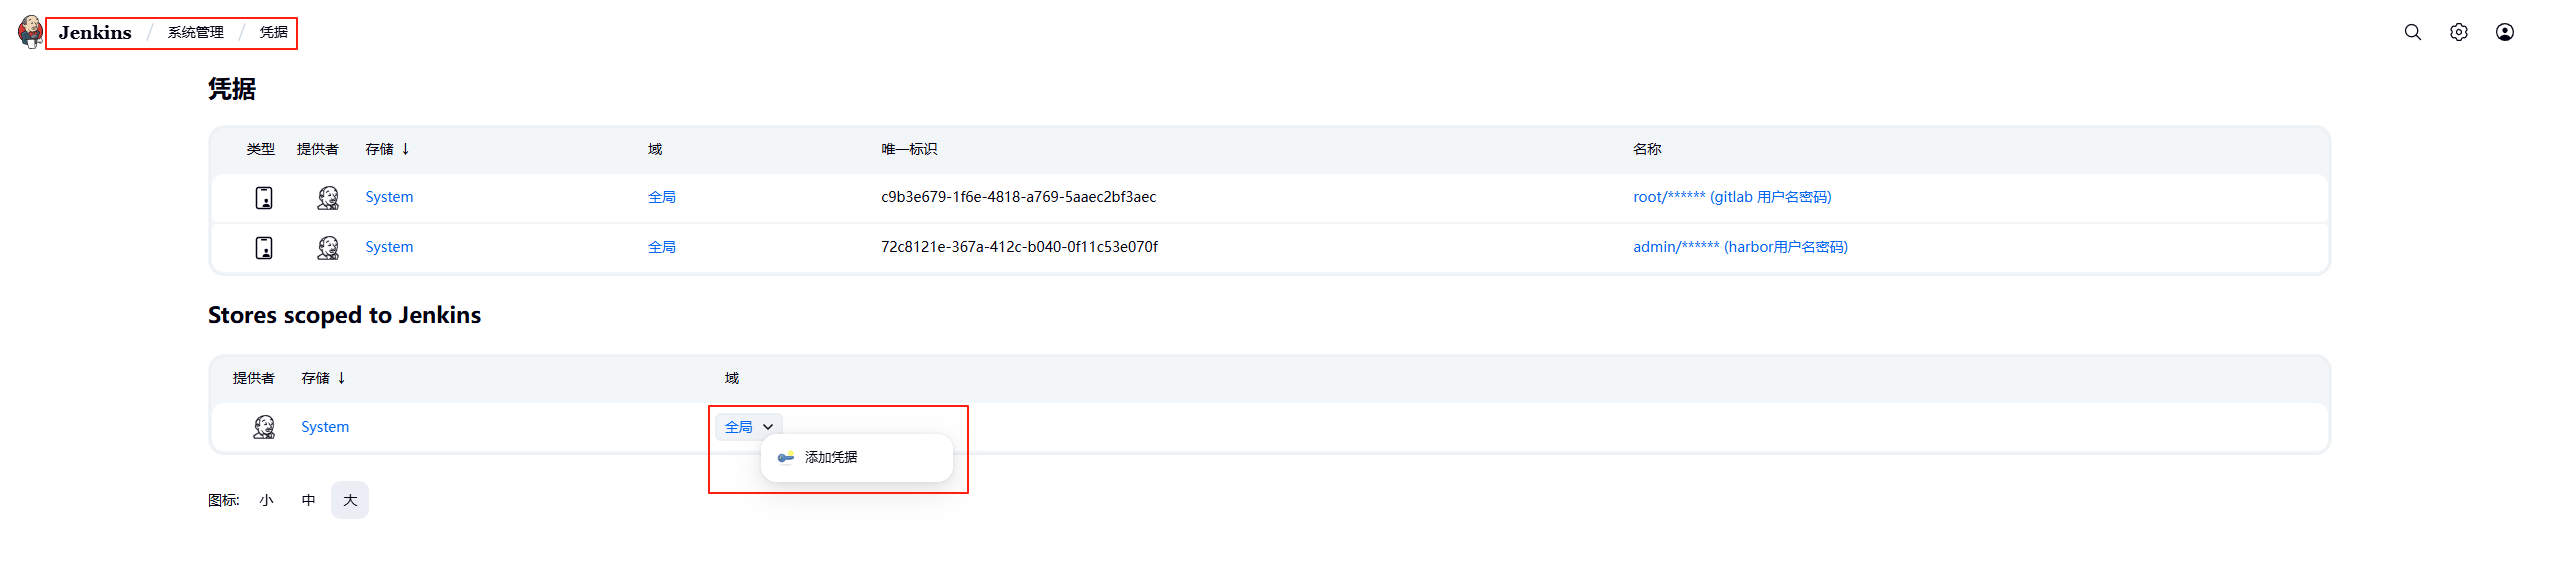 Jenkins / 系统管理 / 凭据
凭据
类型 提供者 存储 ↓ 域 唯一标识 名称
System 全局 c9b3e679-1f6e-4818-a769-5aaec2bf3aec root/****** (gitlab 用户名密码)
System 全局 72c8121e-367a-412c-b040-0f11c53e070f admin/****** (harbor用户名密码)
Stores scoped to Jenkins
提供者 存储 ↓ 域
System 全局
添加凭据
图标: 小 中 大